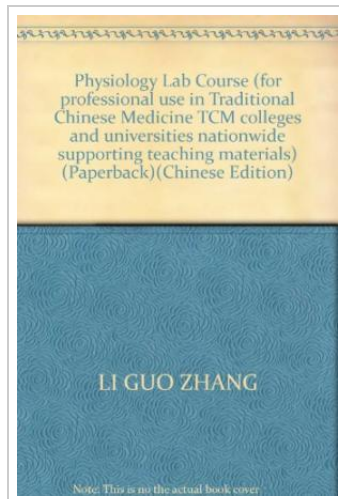 Physiology Lab Course (for
professional use in Traditional
Chinese Medicine TCM colleges
and universities nationwide
supporting teaching materials)
(Paperback)(Chinese Edition)
LI GUO ZHANG
Note: This is no the actual book cover